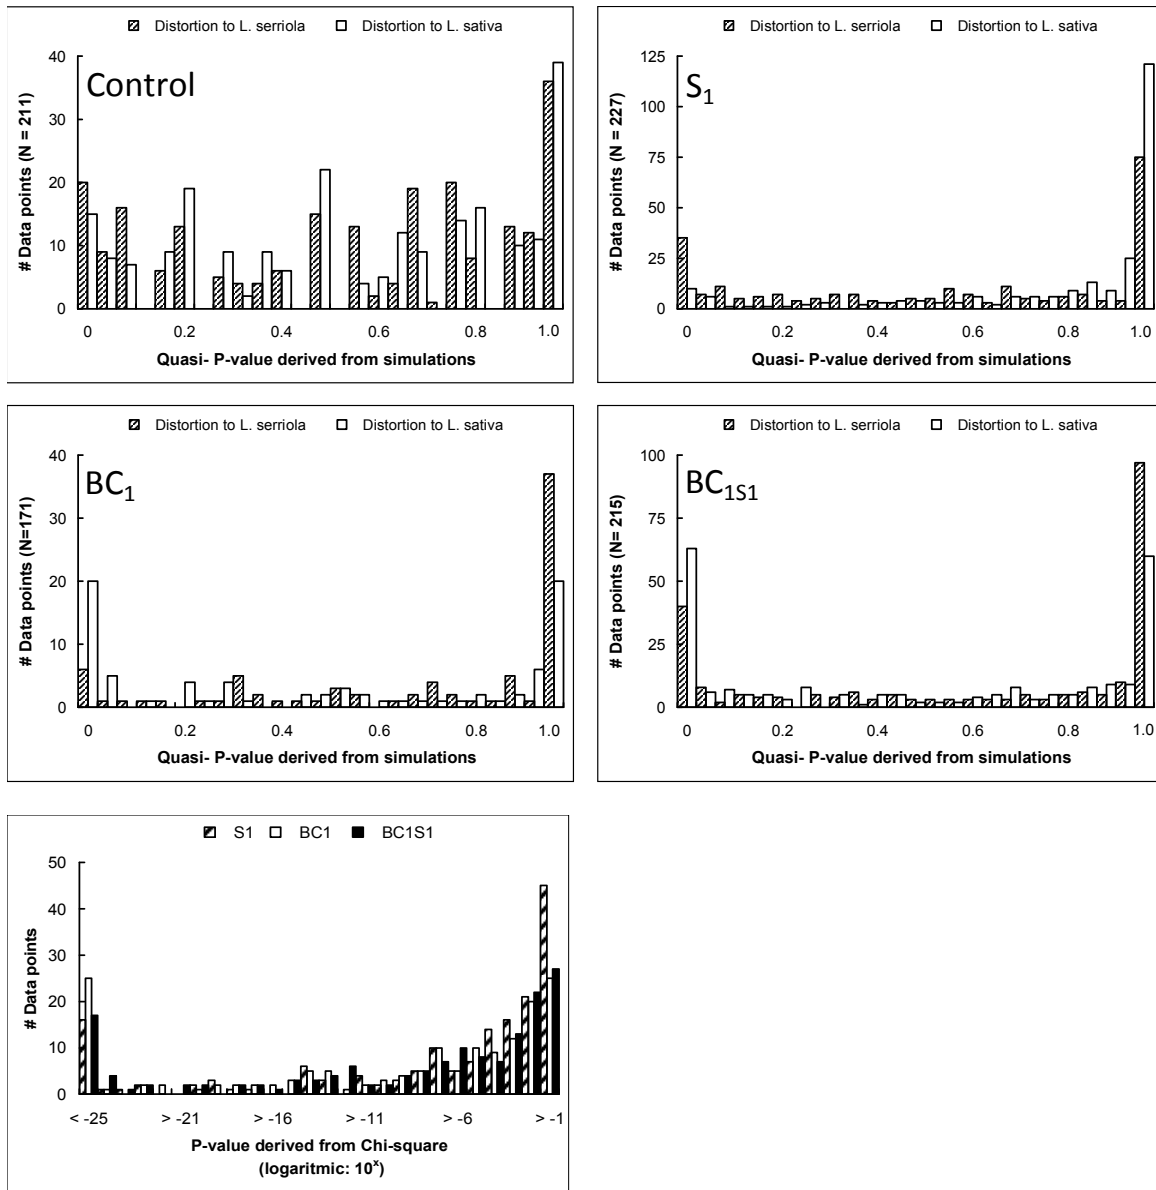 Distortion to L. serriola Distortion to L. sativa
Control
# Data points (N = 211)
40
30
20
10
0
0 0.2 0.4 0.6 0.8 1.0
Quasi- P-value derived from simulations
Distortion to L. serriola Distortion to L. sativa
S1
# Data points (N = 227)
125
100
75
50
25
0
0 0.2 0.4 0.6 0.8 1.0
Quasi- P-value derived from simulations
Distortion to L. serriola Distortion to L. sativa
BC1
# Data points (N=171)
40
30
20
10
0
0 0.2 0.4 0.6 0.8 1.0
Quasi- P-value derived from simulations
Distortion to L. serriola Distortion to L. sativa
BC1S1
# Data points (N= 215)
100
75
50
25
0
0 0.2 0.4 0.6 0.8 1.0
Quasi- P-value derived from simulations
S1 BC1 BC1S1
# Data points
50
40
30
20
10
0
< -25 > -21 > -16 > -11 > -6 > -1
P-value derived from Chi-square
(logaritmic: 10^x)